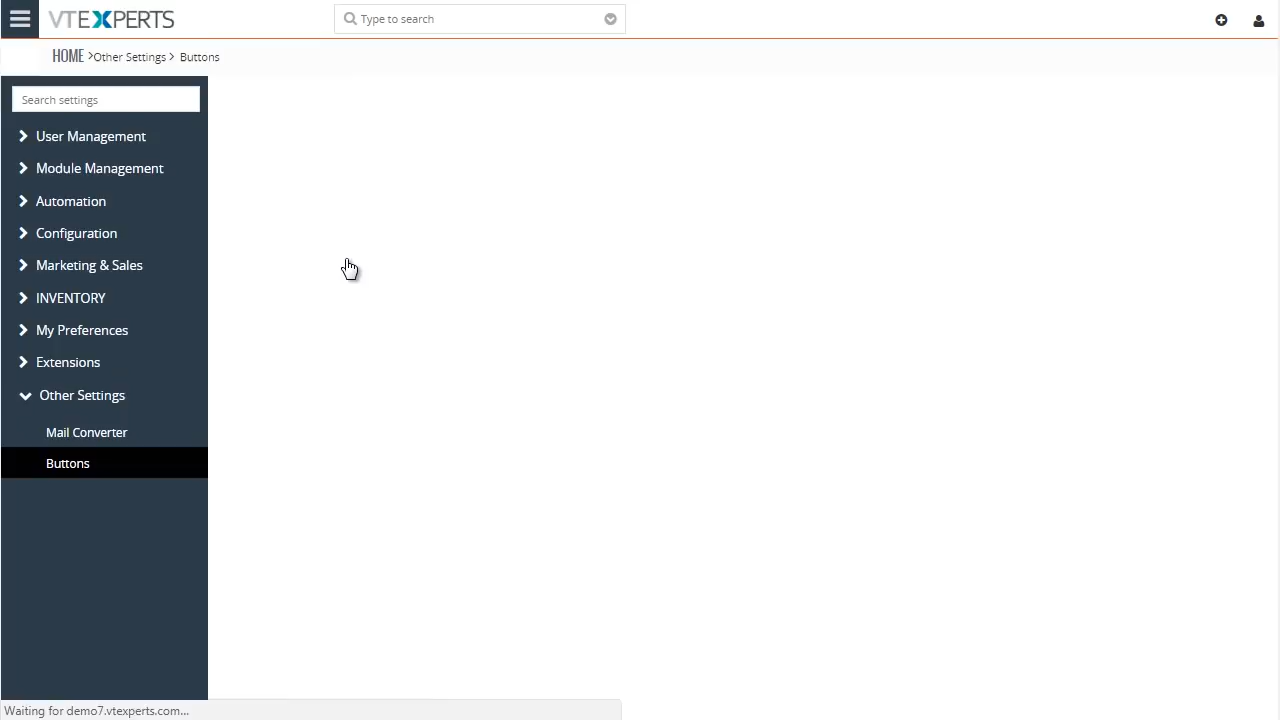 VTEXPERTS
Type to search
HOME >Other Settings > Buttons
Search settings
User Management
Module Management
Automation
Configuration
Marketing & Sales
INVENTORY
My Preferences
Extensions
Other Settings
Mail Converter
Buttons
Waiting for demo7.vtexperts.com...